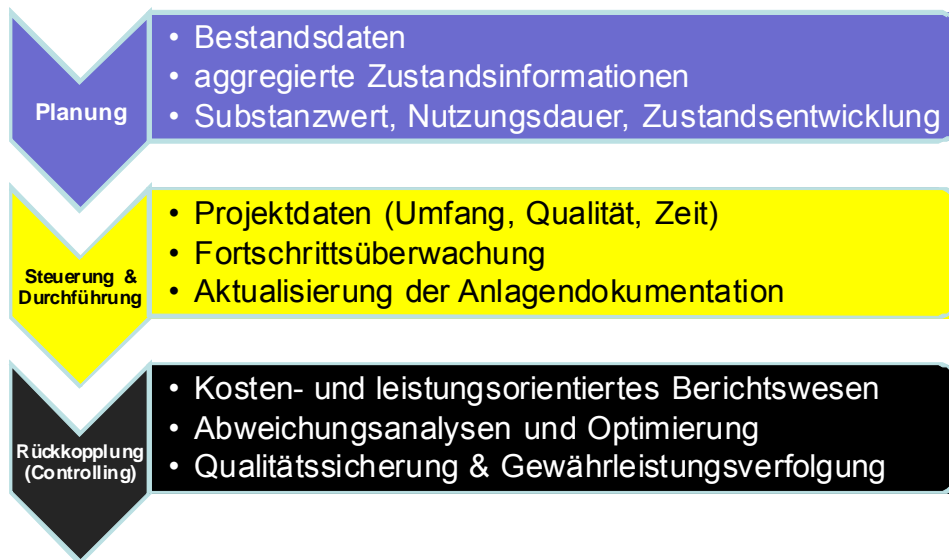 Planung
• Bestandsdaten
• aggregierte Zustandsinformationen
• Substanzwert, Nutzungsdauer, Zustandsentwicklung
Steuerung &
Durchführung
• Projektdaten (Umfang, Qualität, Zeit)
• Fortschrittsüberwachung
• Aktualisierung der Anlagendokumentation
Rückkopplung
(Controlling)
• Kosten- und leistungsorientiertes Berichtswesen
• Abweichungsanalysen und Optimierung
• Qualitätssicherung & Gewährleistungsverfolgung